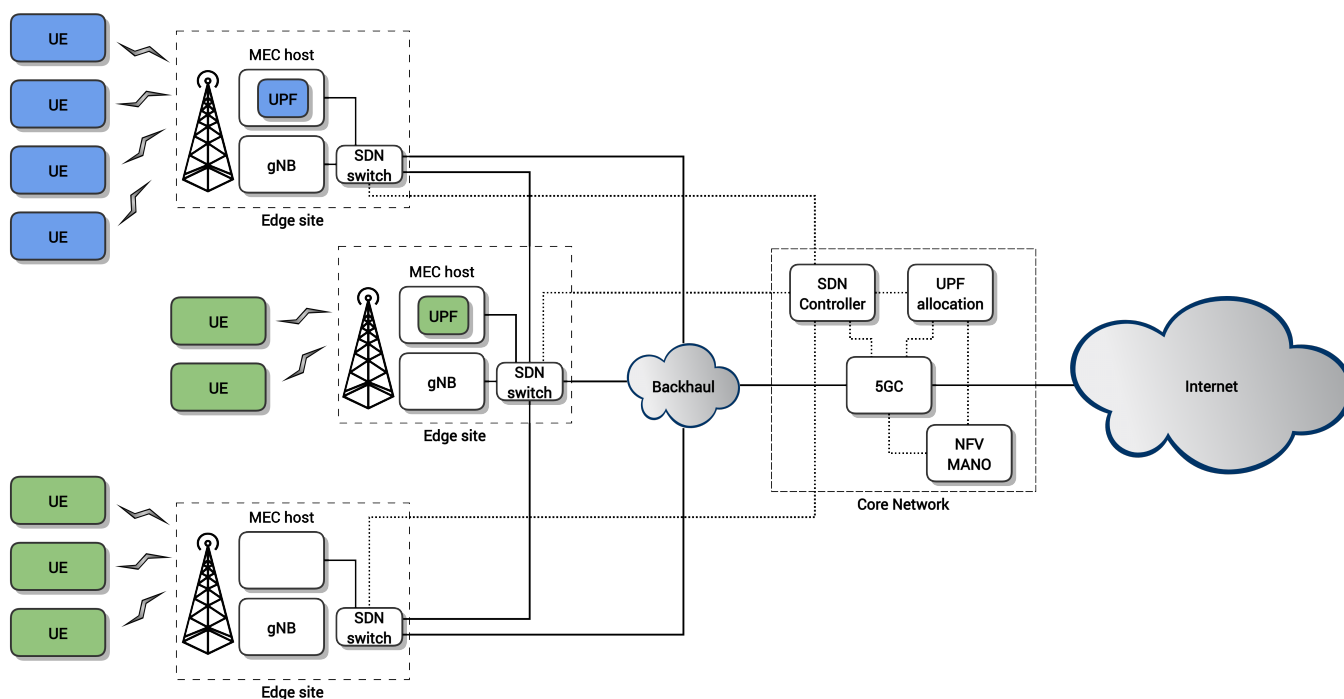 UE
UE
UE
UE
MEC host
UPF
gNB
SDN
switch
Edge site
UE
UE
MEC host
UPF
gNB
SDN
switch
Edge site
UE
UE
UE
MEC host
gNB
SDN
switch
Edge site
Backhaul
SDN
Controller
UPF
allocation
5GC
NFV
MANO
Core Network
Internet